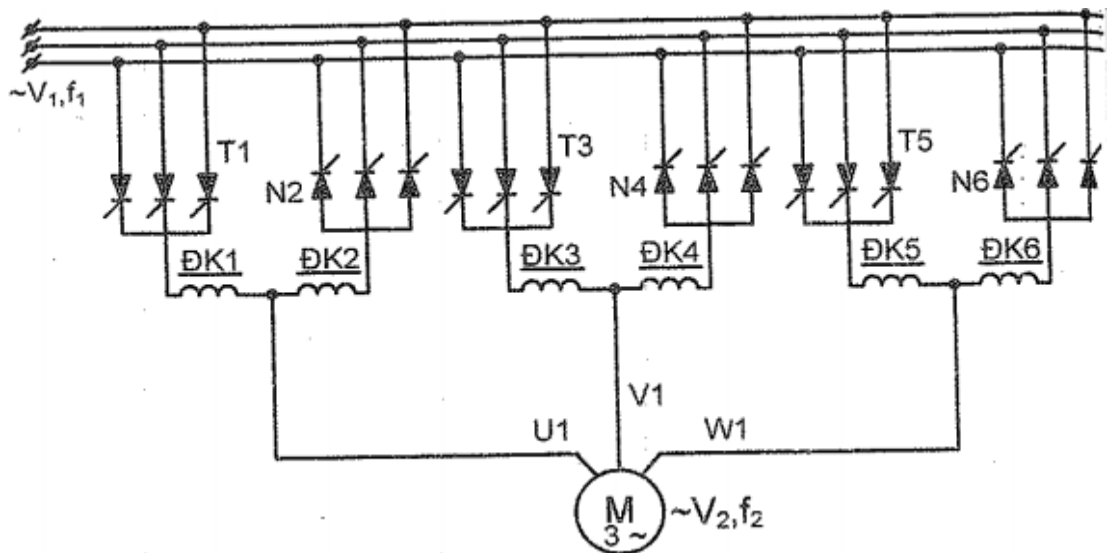 ~V₁,f₁
T1
N2
T3
N4
T5
N6
ĐK1
ĐK2
ĐK3
ĐK4
ĐK5
ĐK6
V1
U1
W1
M
3 ~
~V₂,f₂